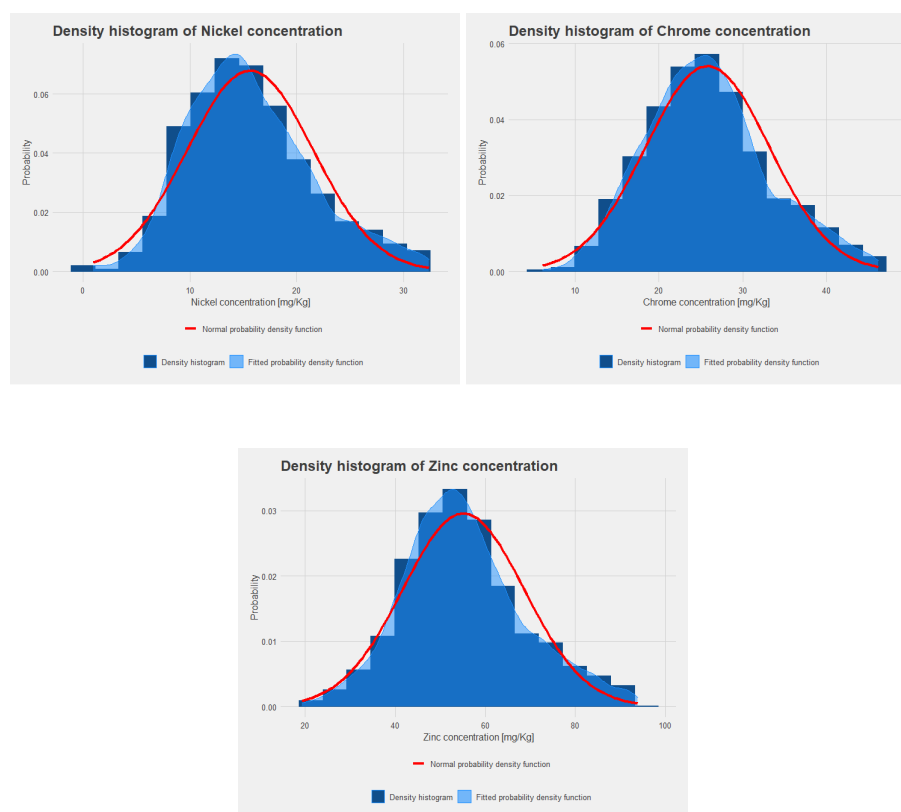 Density histogram of Nickel concentration
Probability
0.06
0.04
0.02
0.00
0
10
20
30
Nickel concentration [mg/Kg]
Normal probability density function
Density histogram
Fitted probability density function
Density histogram of Chrome concentration
Probability
0.06
0.04
0.02
0.00
10
20
30
40
Chrome concentration [mg/Kg]
Normal probability density function
Density histogram
Fitted probability density function
Density histogram of Zinc concentration
Probability
0.03
0.02
0.01
0.00
20
40
60
80
100
Zinc concentration [mg/Kg]
Normal probability density function
Density histogram
Fitted probability density function